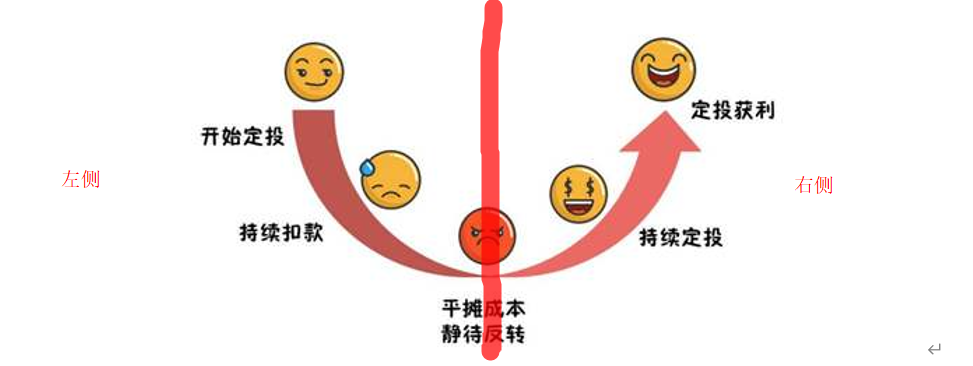 开始定投
定投获利
左侧
右侧
持续扣款
持续定投
平摊成本
静待反转